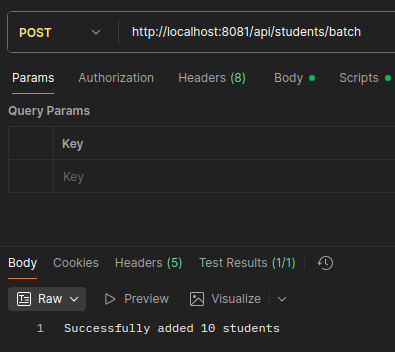 POST http://localhost:8081/api/students/batch
Params Authorization Headers (8) Body Scripts
Query Params
Key
Key
Body Cookies Headers (5) Test Results (1/1)
Raw Preview Visualize
1 Successfully added 10 students